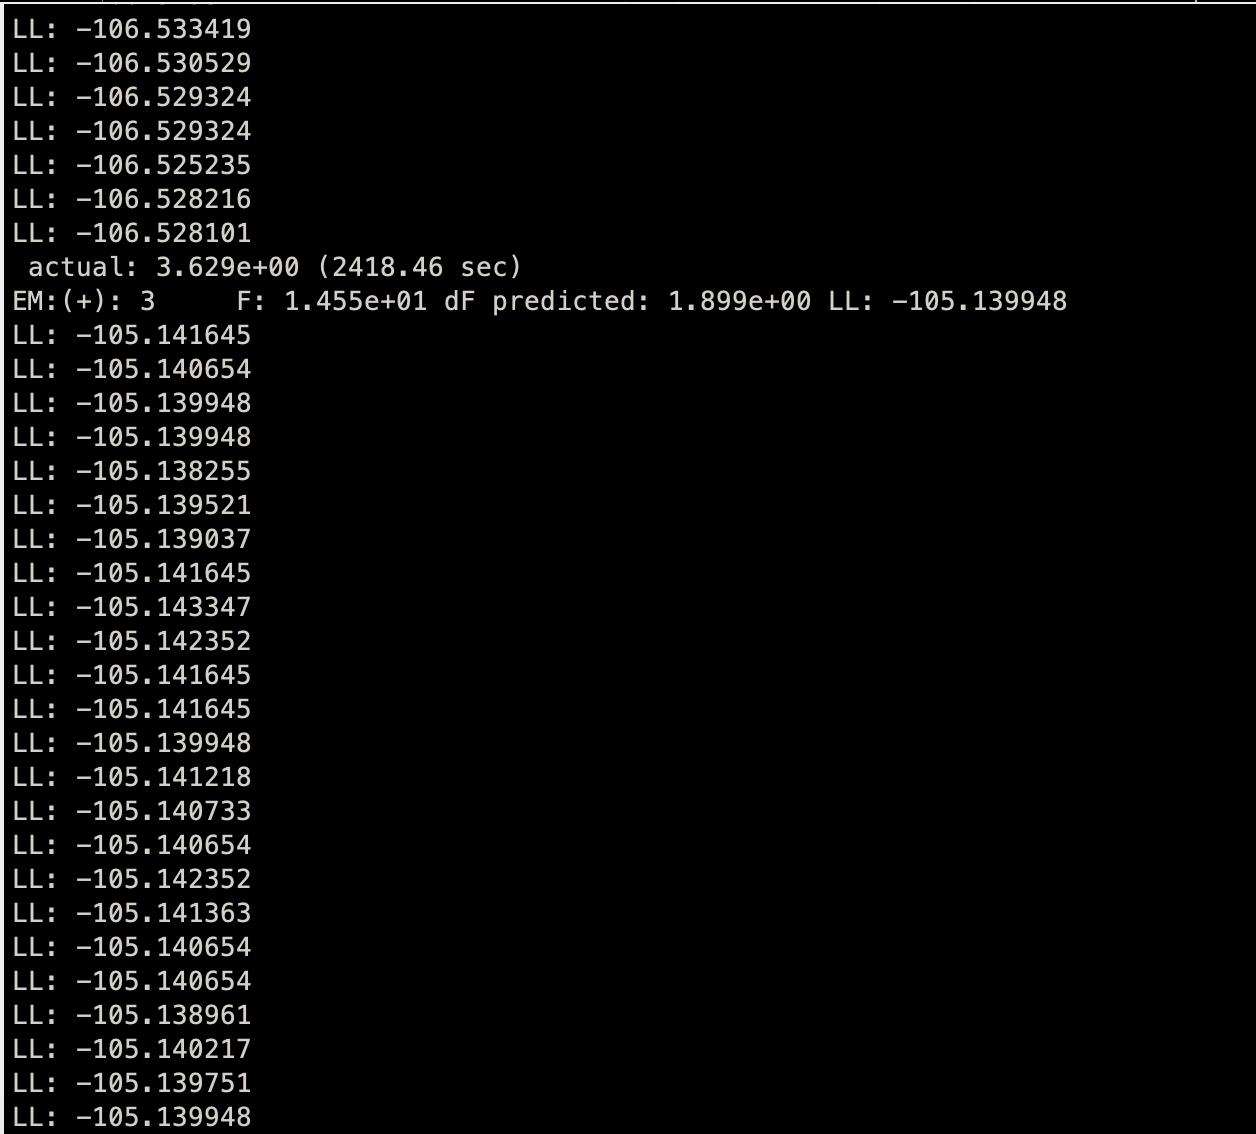 LL: -106.533419
LL: -106.530529
LL: -106.529324
LL: -106.529324
LL: -106.525235
LL: -106.528216
LL: -106.528101
 actual: 3.629e+00 (2418.46 sec)
EM:(+): 3     F: 1.455e+01 dF predicted: 1.899e+00 LL: -105.139948
LL: -105.141645
LL: -105.140654
LL: -105.139948
LL: -105.139948
LL: -105.138255
LL: -105.139521
LL: -105.139037
LL: -105.141645
LL: -105.143347
LL: -105.142352
LL: -105.141645
LL: -105.141645
LL: -105.139948
LL: -105.141218
LL: -105.140733
LL: -105.140654
LL: -105.142352
LL: -105.141363
LL: -105.140654
LL: -105.140654
LL: -105.138961
LL: -105.140217
LL: -105.139751
LL: -105.139948